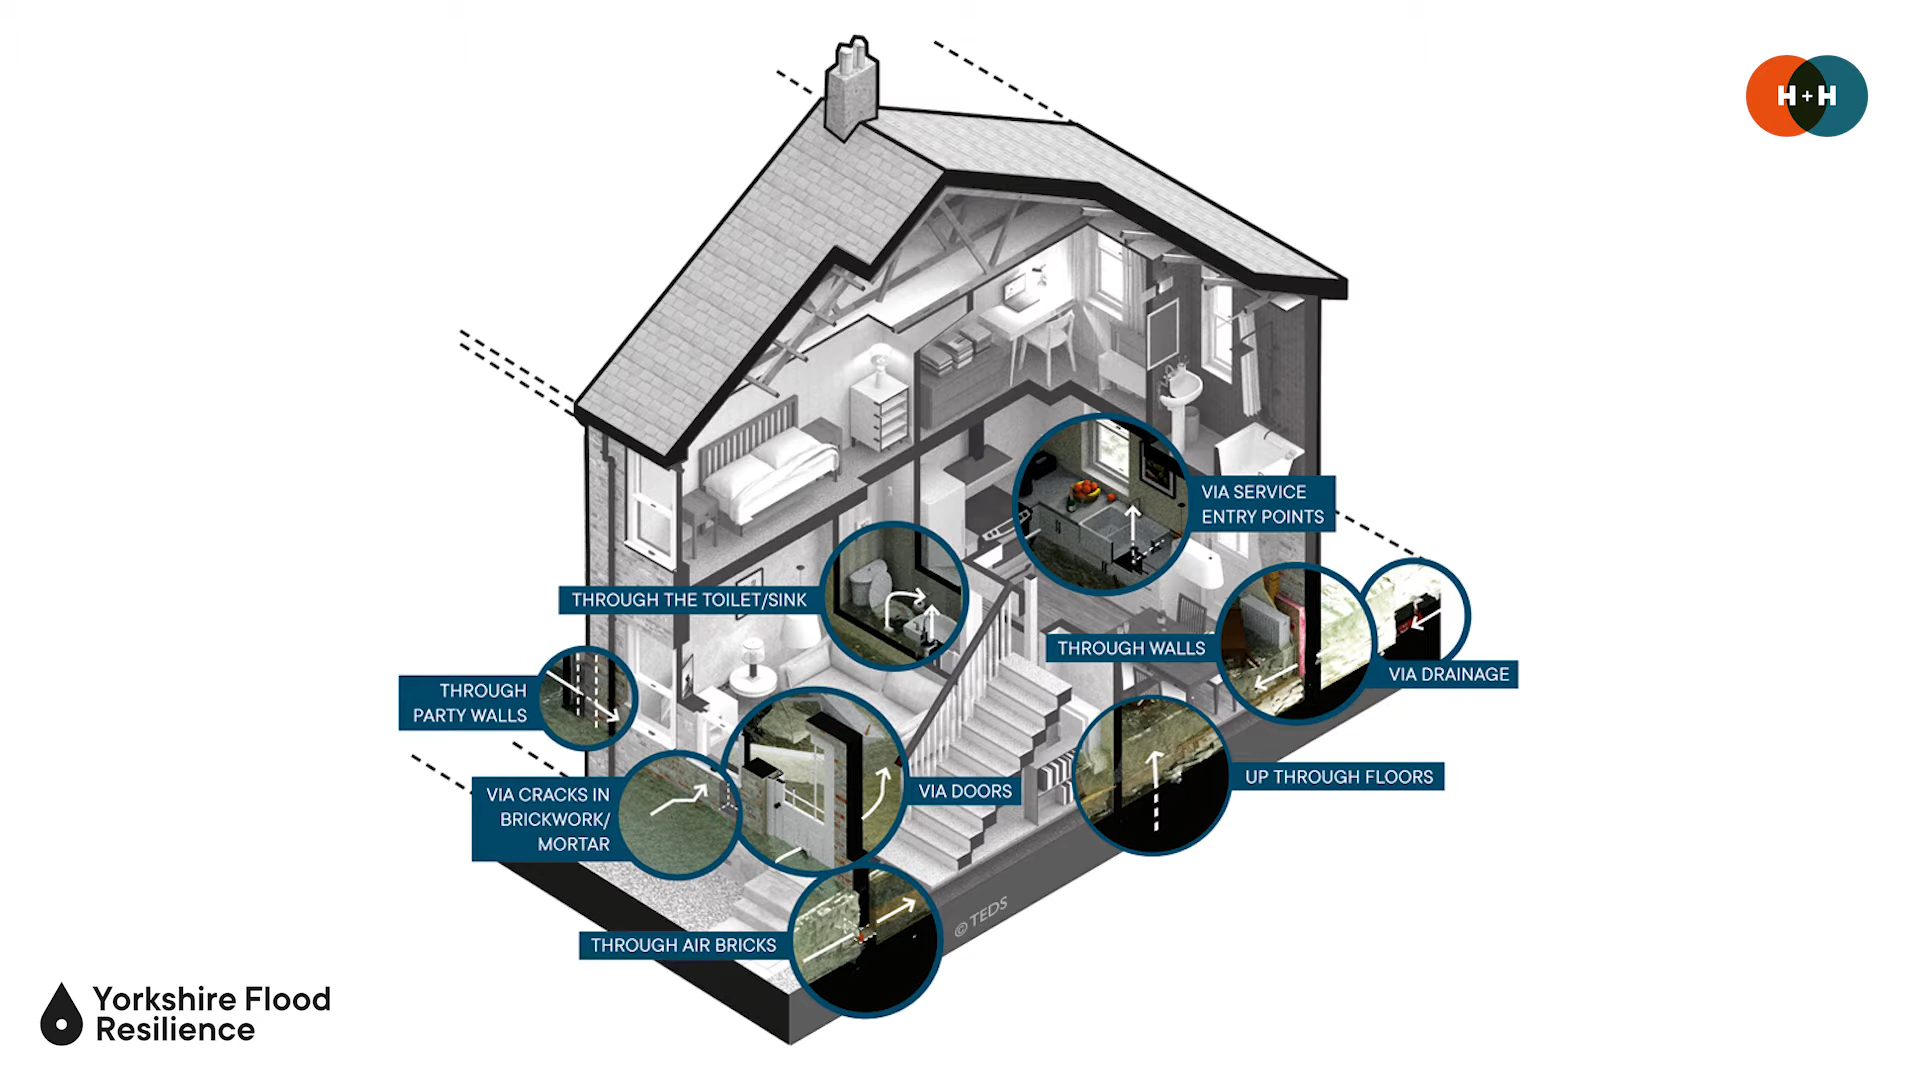 H+H
VIA SERVICE
ENTRY POINTS
THROUGH THE TOILET/SINK
THROUGH WALLS
VIA DRAINAGE
THROUGH
PARTY WALLS
UP THROUGH FLOORS
VIA CRACKS IN
BRICKWORK/
MORTAR
VIA DOORS
© TEDS
THROUGH AIR BRICKS
Yorkshire Flood
Resilience